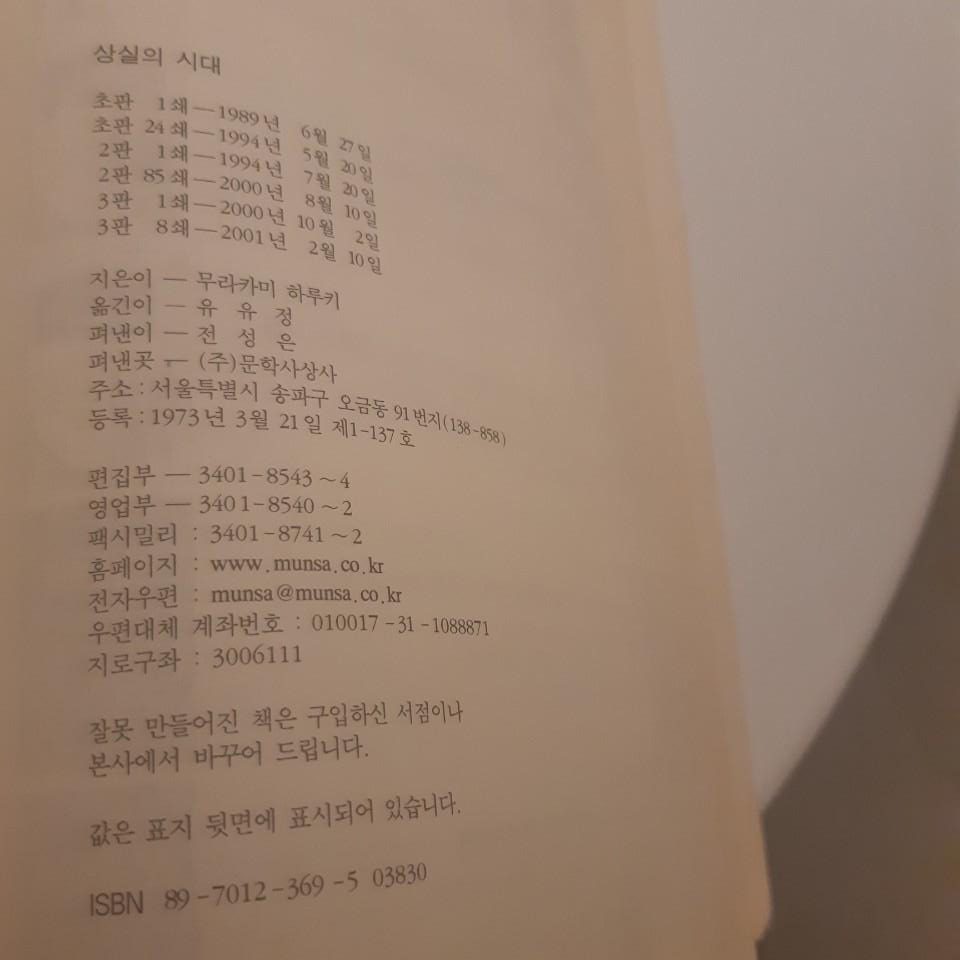 상실의 시대
초판 1쇄 — 1989년 6월 27일
초판 24쇄 — 1994년 5월 20일
2판 1쇄 — 1994년 7월 20일
2판 85쇄 — 2000년 8월 10일
3판 1쇄 — 2000년 10월 2일
3판 8쇄 — 2001년 2월 10일
지은이 — 무라카미 하루키
옮긴이 — 유 유 정
펴낸이 — 전 성 은
펴낸곳 — (주)문학사상사
주소 : 서울특별시 송파구 오금동 91번지(138-858)
등록 : 1973년 3월 21일 제1-137호
편집부 — 3401-8543 ~ 4
영업부 — 3401-8540 ~ 2
팩시밀리 : 3401-8741 ~ 2
홈페이지 : www.munsa.co.kr
전자우편 : munsa@munsa.co.kr
우편대체 계좌번호 : 010017-31-1088871
지로구좌 : 3006111
잘못 만들어진 책은 구입하신 서점이나
본사에서 바꾸어 드립니다.
값은 표지 뒷면에 표시되어 있습니다.
ISBN 89-7012-369-5 03830